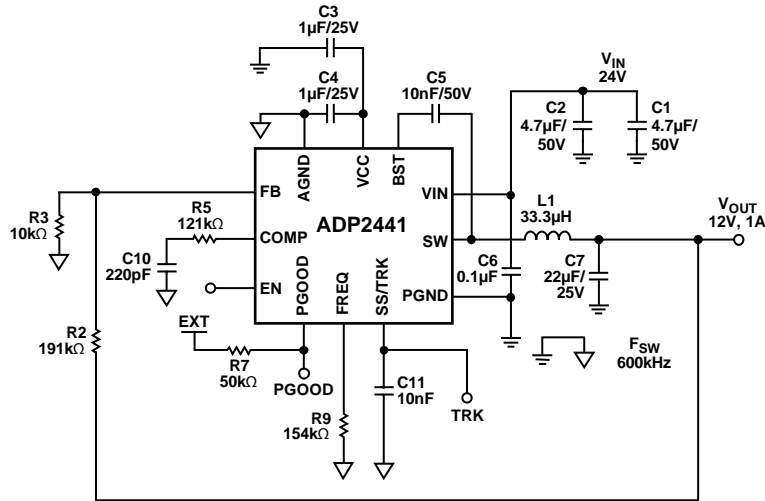 C3
1µF/25V
C4
1µF/25V
C5
10nF/50V
VIN
24V
C2
4.7µF/
50V
C1
4.7µF/
50V
AGND
VCC
BST
FB
VIN
ADP2441
R3
10kΩ
R5
121kΩ
COMP
SW
L1
33.3µH
VOUT
12V, 1A
C10
220pF
C6
0.1µF
C7
22µF/
25V
EN
PGOOD
FREQ
SS/TRK
PGND
R2
191kΩ
EXT
R7
50kΩ
PGOOD
C11
10nF
TRK
FSW
600kHz
R9
154kΩ